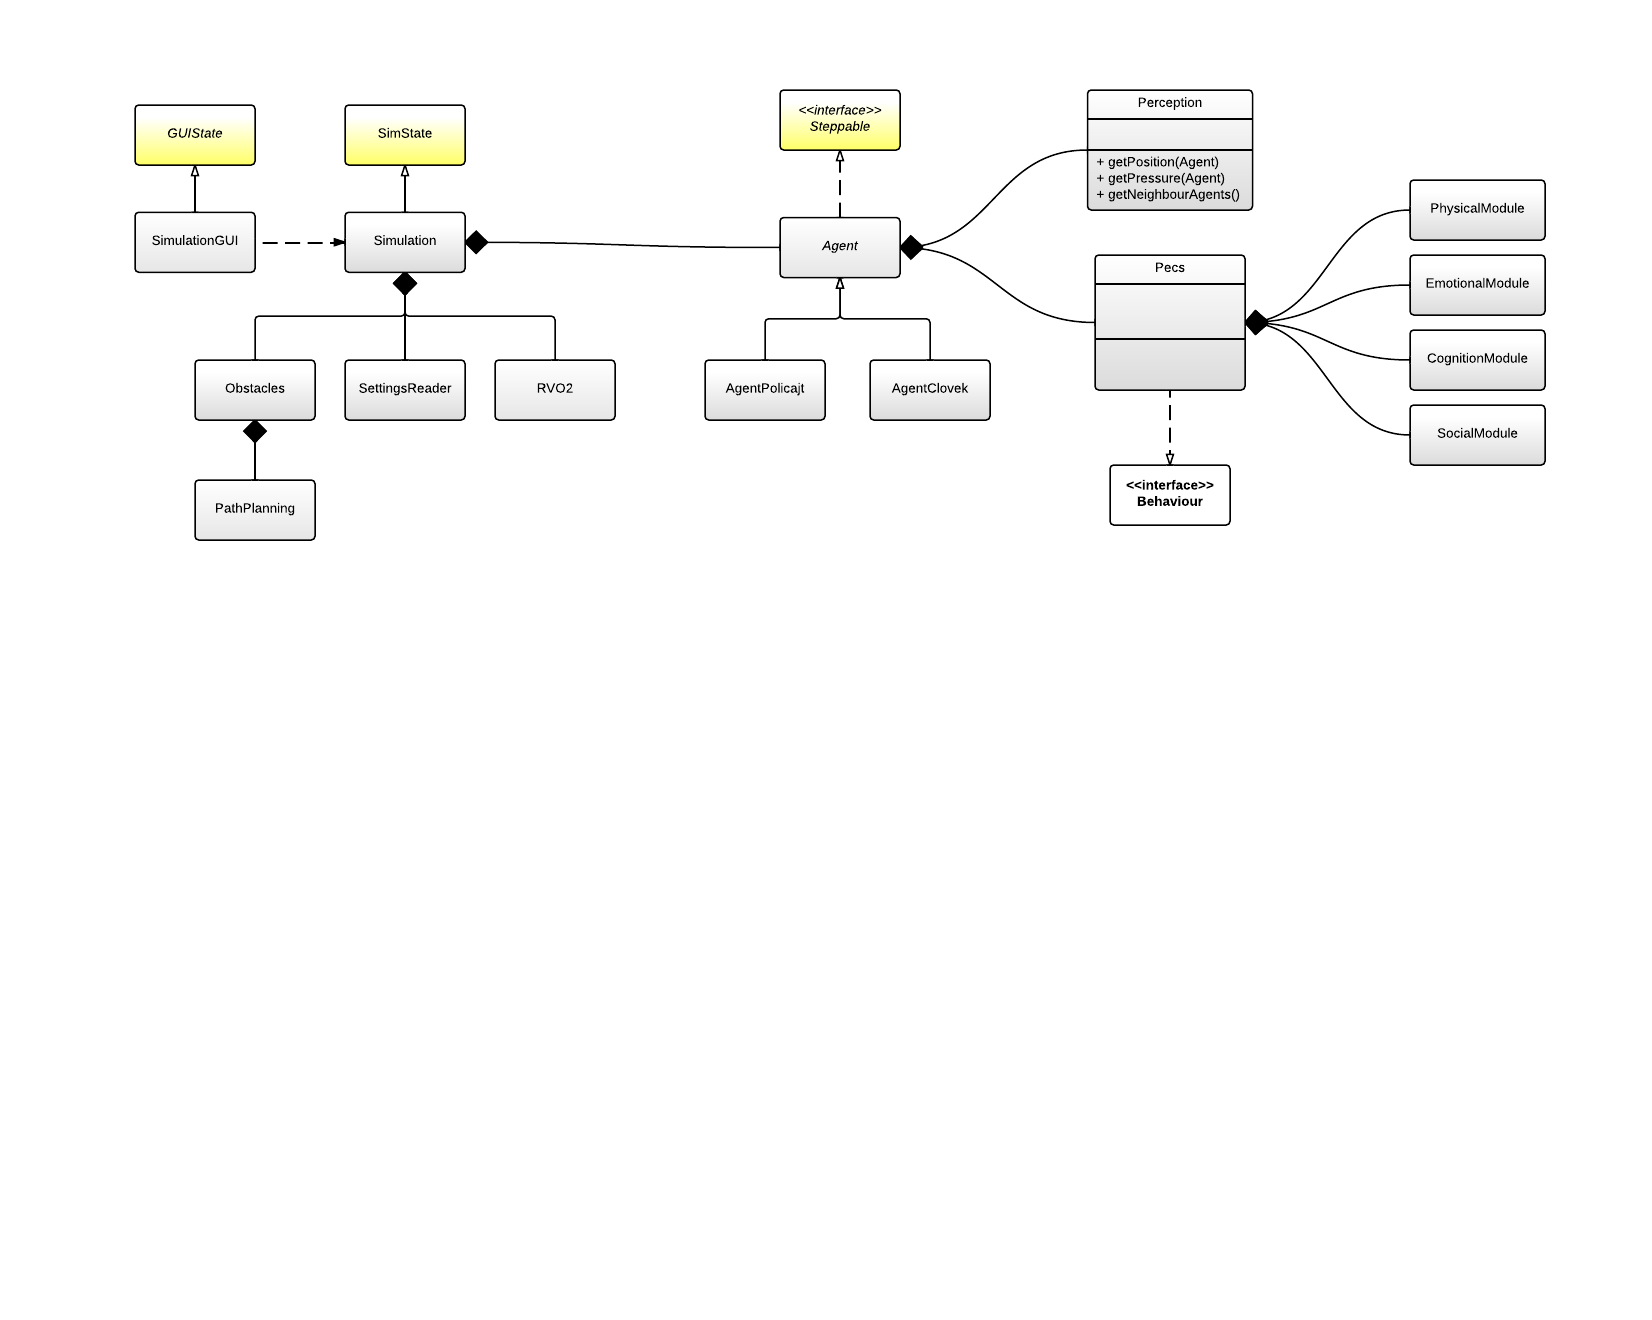 GUIState
SimState
<<interface>>
Steppable
Perception
+ getPosition(Agent)
+ getPressure(Agent)
+ getNeighbourAgents()
SimulationGUI
Simulation
Agent
Pecs
PhysicalModule
EmotionalModule
CognitionModule
SocialModule
Obstacles
SettingsReader
RVO2
AgentPolicajt
AgentClovek
PathPlanning
<<interface>>
Behaviour